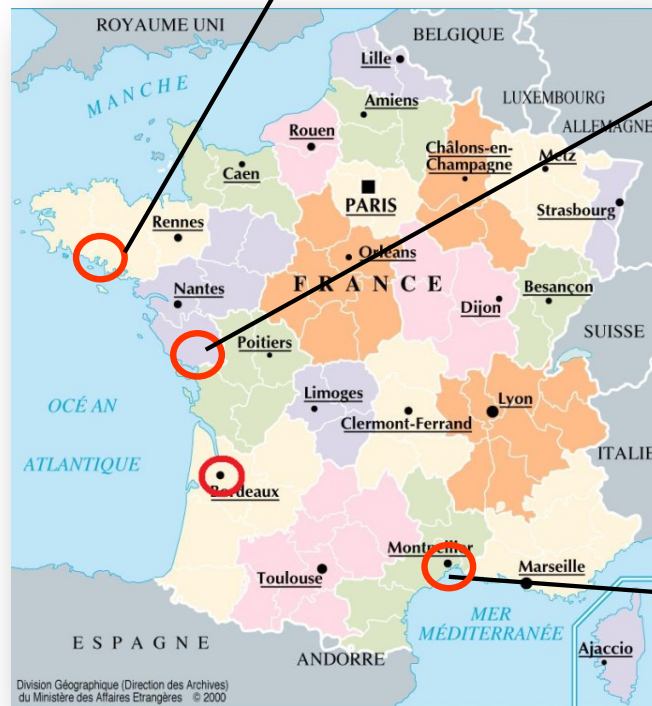 ROYAUME UNI
BELGIQUE
Lille
MANCHE
Amiens
LUXEMBOURG
ALLEMAGNE
Rouen
Châlons-en-
Champagne
Metz
Caen
PARIS
Strasbourg
Rennes
Orléans
FRANCE
Nantes
Besançon
Dijon
Poitiers
SUISSE
Limoges
Lyon
OCÉAN
ATLANTIQUE
Clermont-Ferrand
ITALIE
Bordeaux
Montpellier
Marseille
Toulouse
MER
MÉDITERRANÉE
ESPAGNE
ANDORRE
Ajaccio
Division Géographique (Direction des Archives)
du Ministère des Affaires Etrangères © 2000